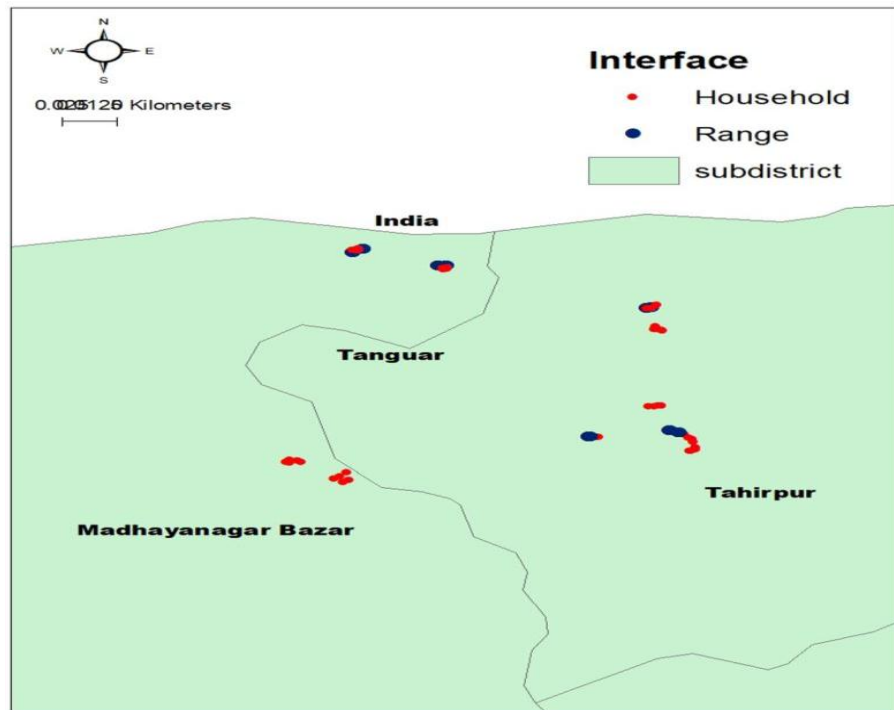 N
W E
S
Kilometers
Interface
Household
Range
subdistrict
India
Tanguar
Tahirpur
Madhayanagar Bazar